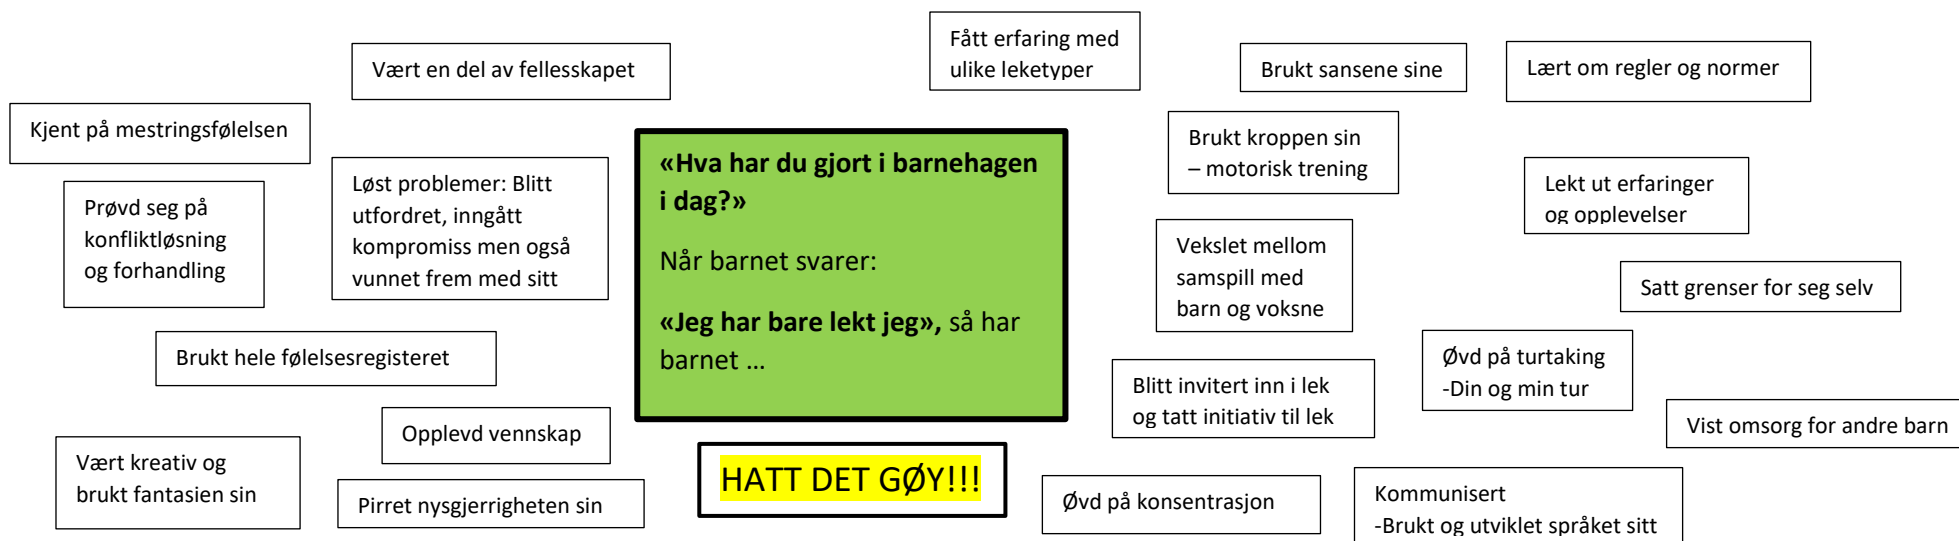 Fått erfaring med
ulike leketyper
Vært en del av fellesskapet
Brukt sansene sine
Lært om regler og normer
Kjent på mestringsfølelsen
Brukt kroppen sin
– motorisk trening
«Hva har du gjort i barnehagen
i dag?»
Når barnet svarer:
«Jeg har bare lekt jeg», så har
barnet ...
Løst problemer: Blitt
utfordret, inngått
kompromiss men også
vunnet frem med sitt
Prøvd seg på
konfliktløsning
og forhandling
Lekt ut erfaringer
og opplevelser
Vekslet mellom
samspill med
barn og voksne
Satt grenser for seg selv
Brukt hele følelsesregisteret
Øvd på turtaking
-Din og min tur
Blitt invitert inn i lek
og tatt initiativ til lek
Opplevd vennskap
Vist omsorg for andre barn
Vært kreativ og
brukt fantasien sin
HATT DET GØY!!!
Pirret nysgjerrigheten sin
Øvd på konsentrasjon
Kommunisert
-Brukt og utviklet språket sitt